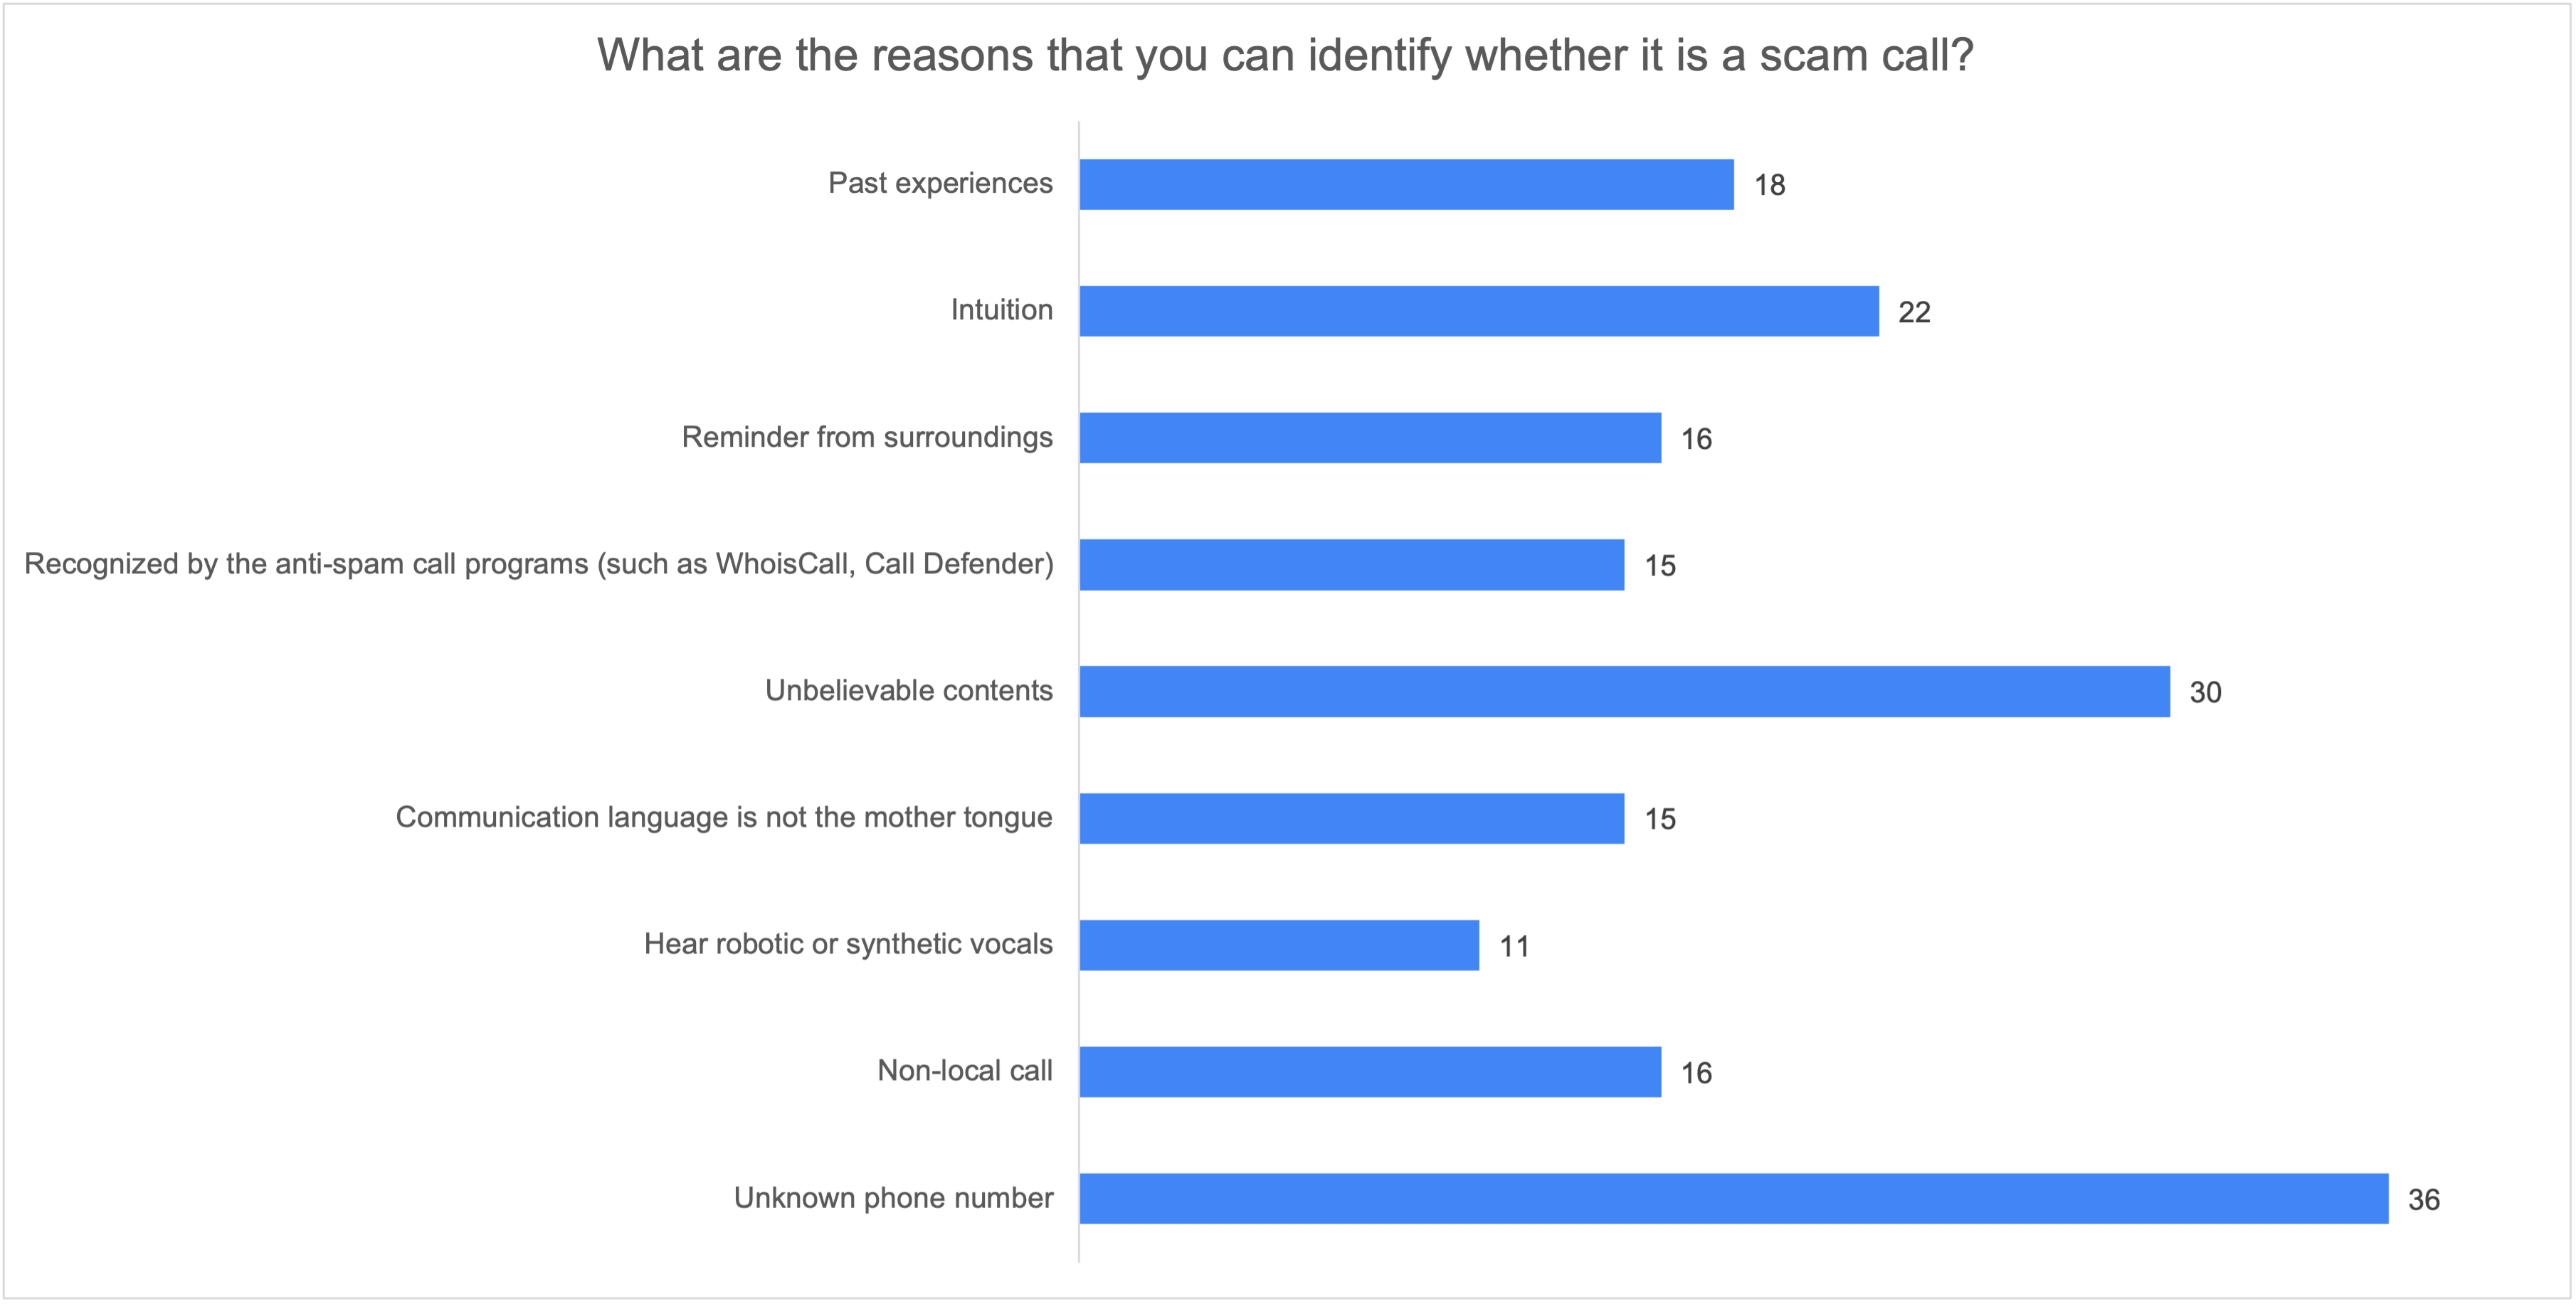 What are the reasons that you can identify whether it is a scam call?
Past experiences
18
Intuition
22
Reminder from surroundings
16
Recognized by the anti-spam call programs (such as WhoisCall, Call Defender)
15
Unbelievable contents
30
Communication language is not the mother tongue
15
Hear robotic or synthetic vocals
11
Non-local call
16
Unknown phone number
36